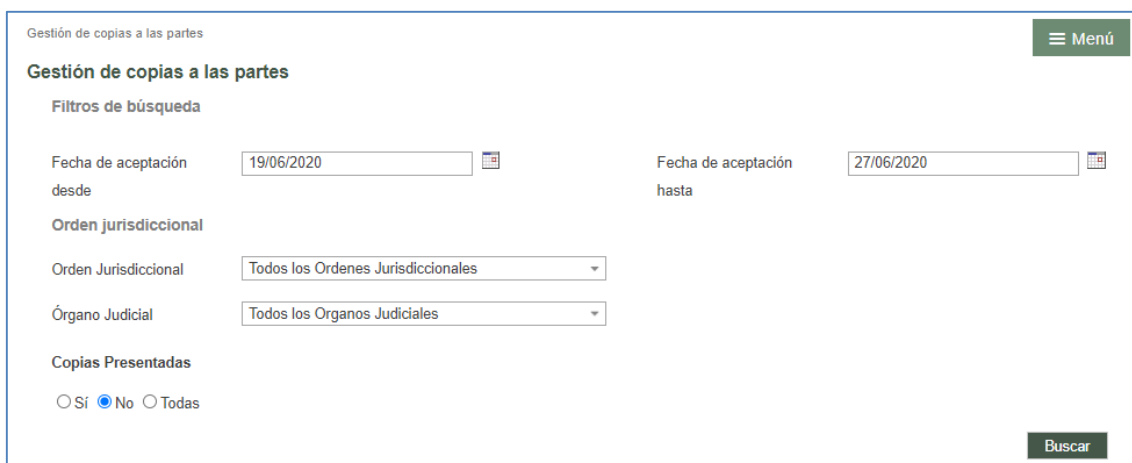 Gestión de copias a las partes
≡ Menú
Gestión de copias a las partes
Filtros de búsqueda
Fecha de aceptación desde 19/06/2020 Fecha de aceptación hasta 27/06/2020
Orden jurisdiccional
Orden Jurisdiccional Todos los Ordenes Jurisdiccionales
Órgano Judicial Todos los Organos Judiciales
Copias Presentadas
Sí No Todas
Buscar